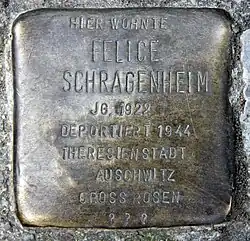 HIER WOHNTE
FELICE
SCHRAGENHEIM
JG. 1922
DEPORTIERT 1944
THERESIENSTADT
AUSCHWITZ
GROSS ROSEN
? ? ?